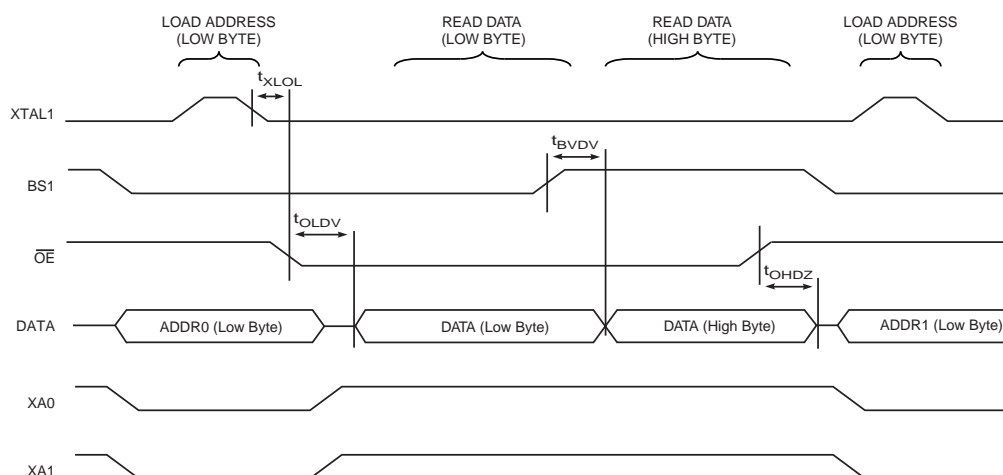 LOAD ADDRESS
(LOW BYTE)
READ DATA
(LOW BYTE)
READ DATA
(HIGH BYTE)
LOAD ADDRESS
(LOW BYTE)
tXLOL
XTAL1
tBVDV
BS1
tOLDV
OE
tOHDZ
DATA
ADDR0 (Low Byte)
DATA (Low Byte)
DATA (High Byte)
ADDR1 (Low Byte)
XA0
XA1